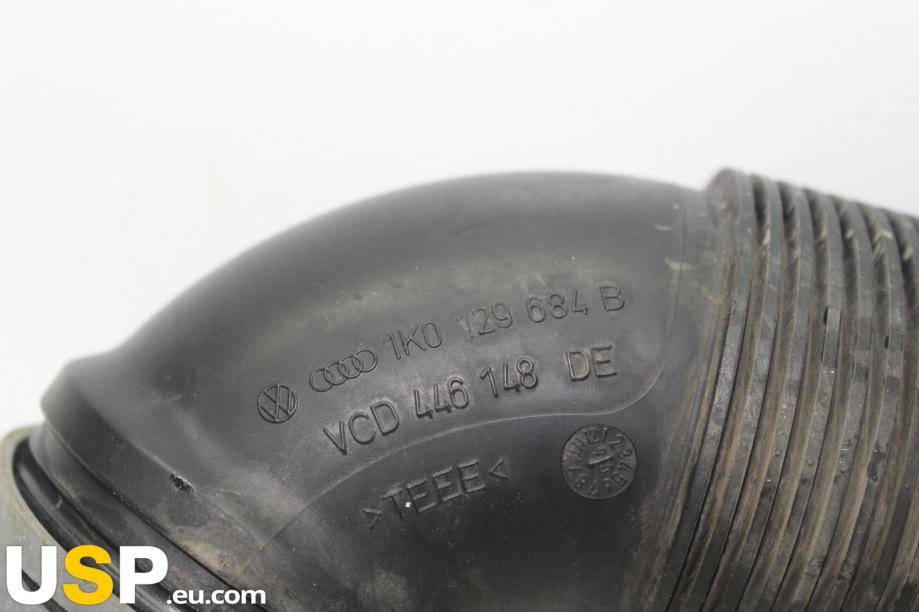 1K0 129 684 B
VCD 446 148 DE
>TEEE<
USP.eu.com